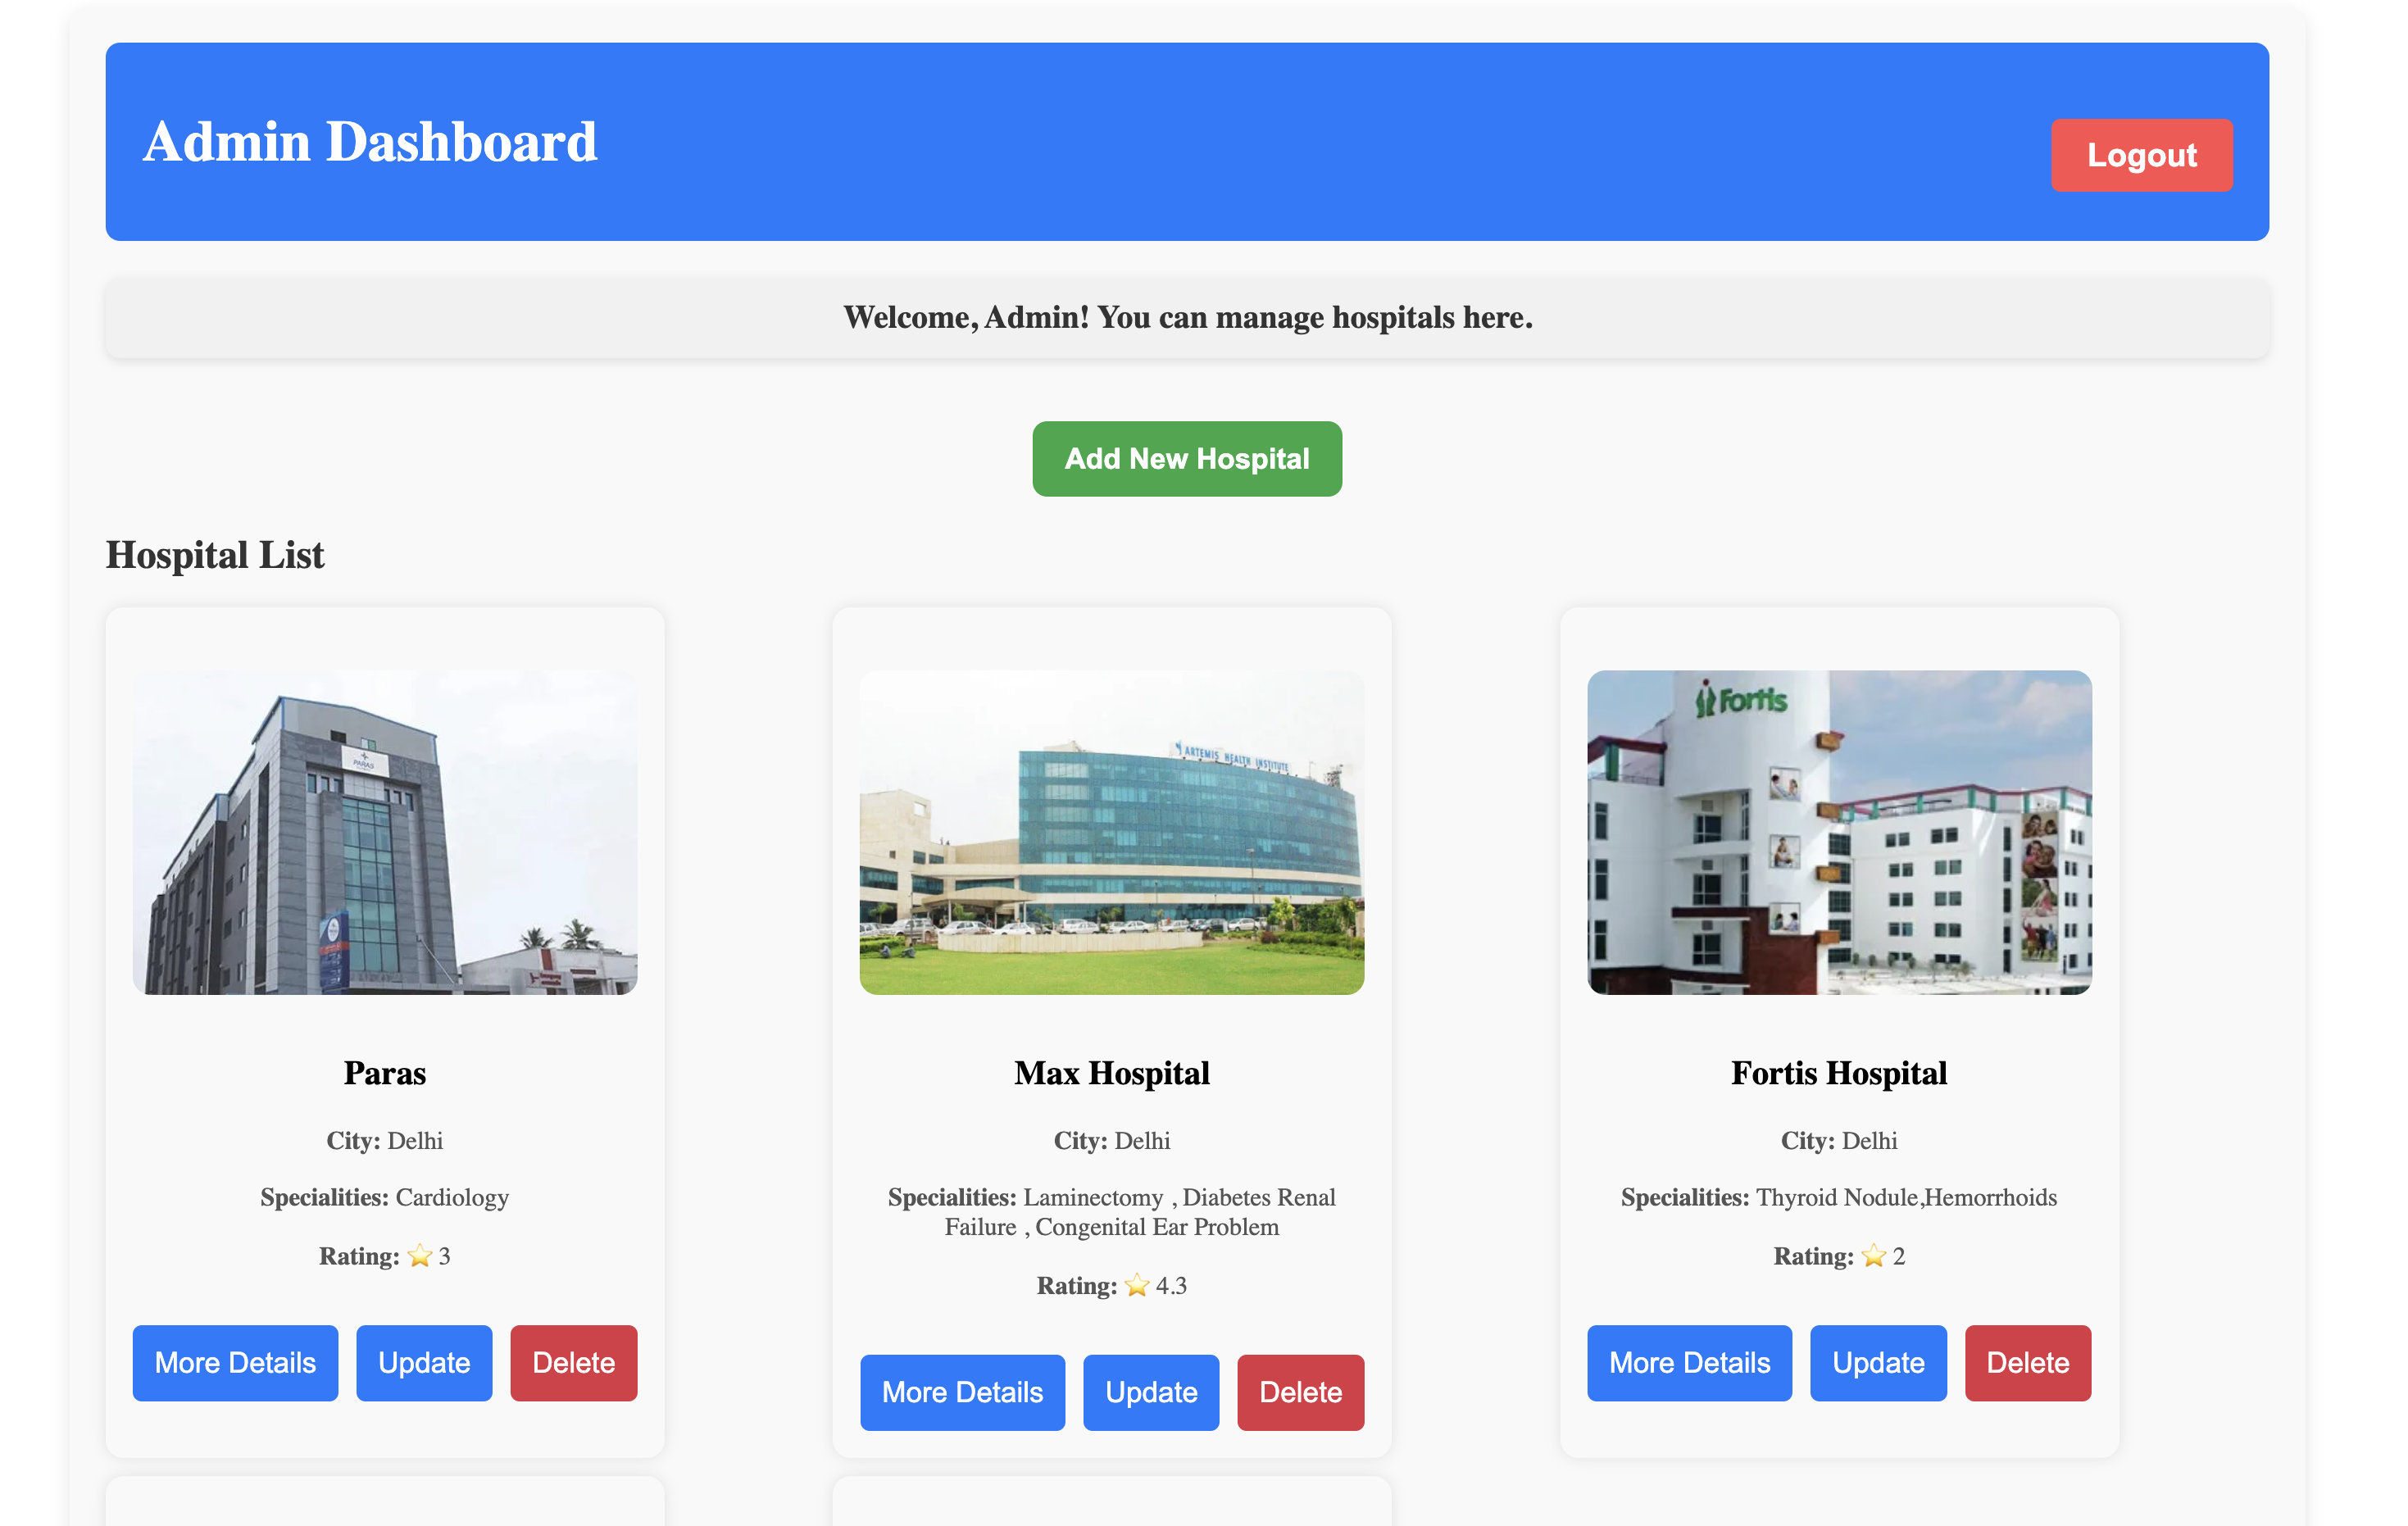 Admin Dashboard
Logout
Welcome, Admin! You can manage hospitals here.
Add New Hospital
Hospital List
PARAS
ARTEMIS HEALTH INSTITUTE
Fortis
Paras
City: Delhi
Specialities: Cardiology
Rating: ⭐ 3
More Details
Update
Delete
Max Hospital
City: Delhi
Specialities: Laminectomy , Diabetes Renal
Failure , Congenital Ear Problem
Rating: ⭐ 4.3
More Details
Update
Delete
Fortis Hospital
City: Delhi
Specialities: Thyroid Nodule,Hemorrhoids
Rating: ⭐ 2
More Details
Update
Delete